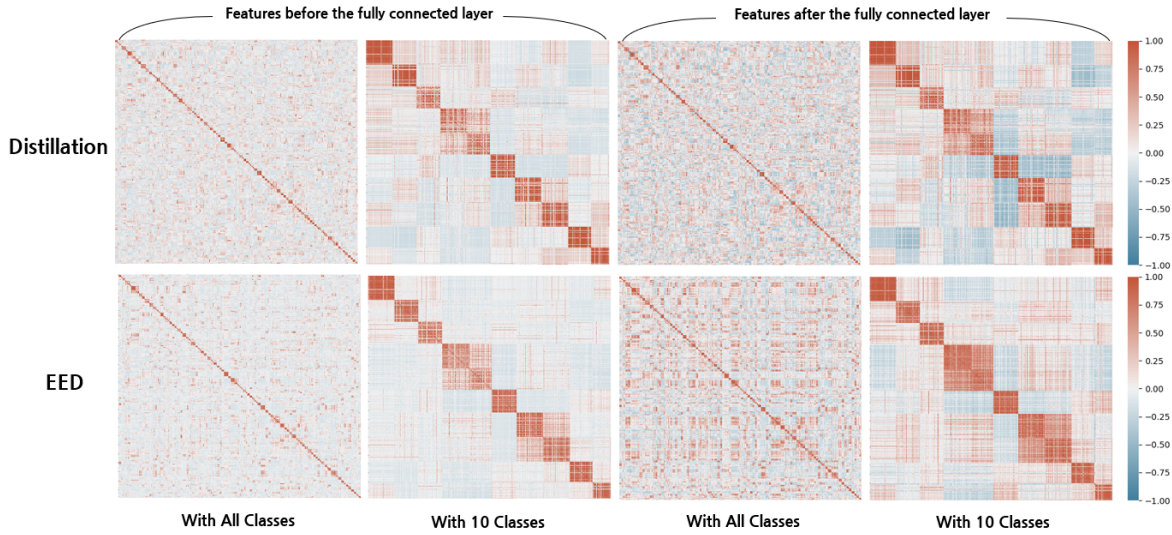 Features before the fully connected layer
Features after the fully connected layer
Distillation
1.00
0.75
0.50
0.25
0.00
−0.25
−0.50
−0.75
−1.00
EED
1.00
0.75
0.50
0.25
0.00
−0.25
−0.50
−0.75
−1.00
With All Classes
With 10 Classes
With All Classes
With 10 Classes